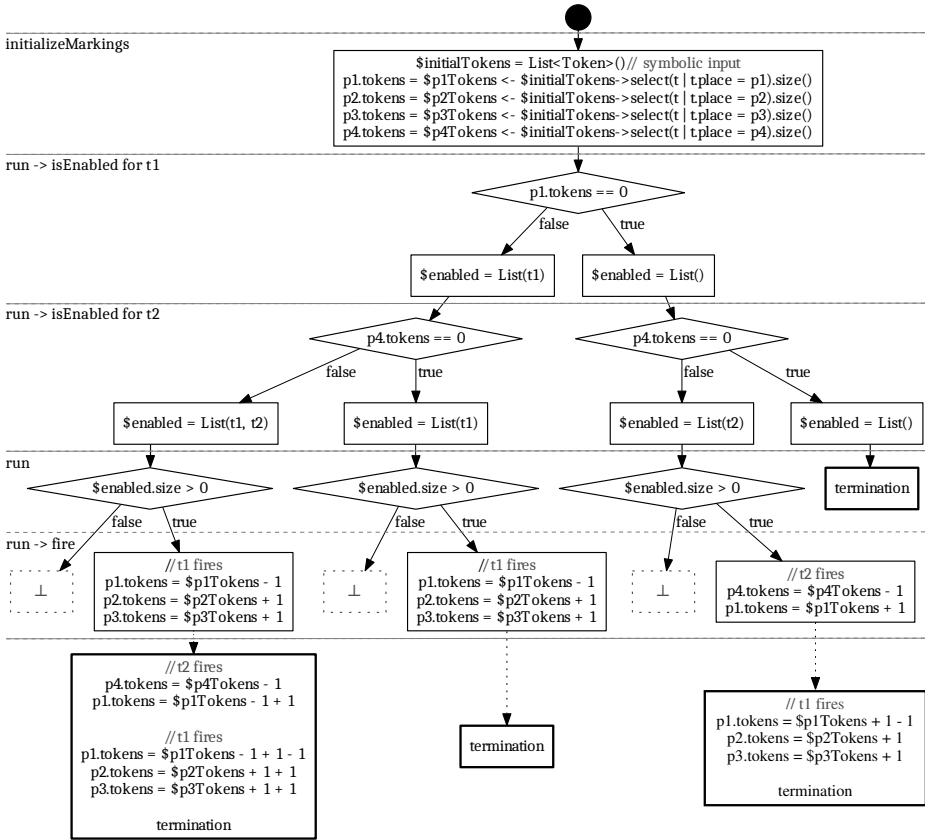 initializeMarkings
$initialTokens = List<Token>()// symbolic input
p1.tokens = $p1Tokens <- $initialTokens->select(t | t.place = p1).size()
p2.tokens = $p2Tokens <- $initialTokens->select(t | t.place = p2).size()
p3.tokens = $p3Tokens <- $initialTokens->select(t | t.place = p3).size()
p4.tokens = $p4Tokens <- $initialTokens->select(t | t.place = p4).size()
run -> isEnabled for t1
p1.tokens == 0
false
true
$enabled = List(t1)
$enabled = List()
run -> isEnabled for t2
p4.tokens == 0
p4.tokens == 0
false
true
false
true
$enabled = List(t1, t2)
$enabled = List(t1)
$enabled = List(t2)
$enabled = List()
run
$enabled.size > 0
$enabled.size > 0
$enabled.size > 0
termination
false
true
false
true
false
true
run -> fire
⊥
//t1 fires
p1.tokens = $p1Tokens - 1
p2.tokens = $p2Tokens + 1
p3.tokens = $p3Tokens + 1
⊥
//t1 fires
p1.tokens = $p1Tokens - 1
p2.tokens = $p2Tokens + 1
p3.tokens = $p3Tokens + 1
⊥
//t2 fires
p4.tokens = $p4Tokens - 1
p1.tokens = $p1Tokens + 1
//t2 fires
p4.tokens = $p4Tokens - 1
p1.tokens = $p1Tokens - 1 + 1
//t1 fires
p1.tokens = $p1Tokens - 1 + 1 - 1
p2.tokens = $p2Tokens + 1 + 1
p3.tokens = $p3Tokens + 1 + 1
termination
termination
// t1 fires
p1.tokens = $p1Tokens + 1 - 1
p2.tokens = $p2Tokens + 1
p3.tokens = $p3Tokens + 1
termination